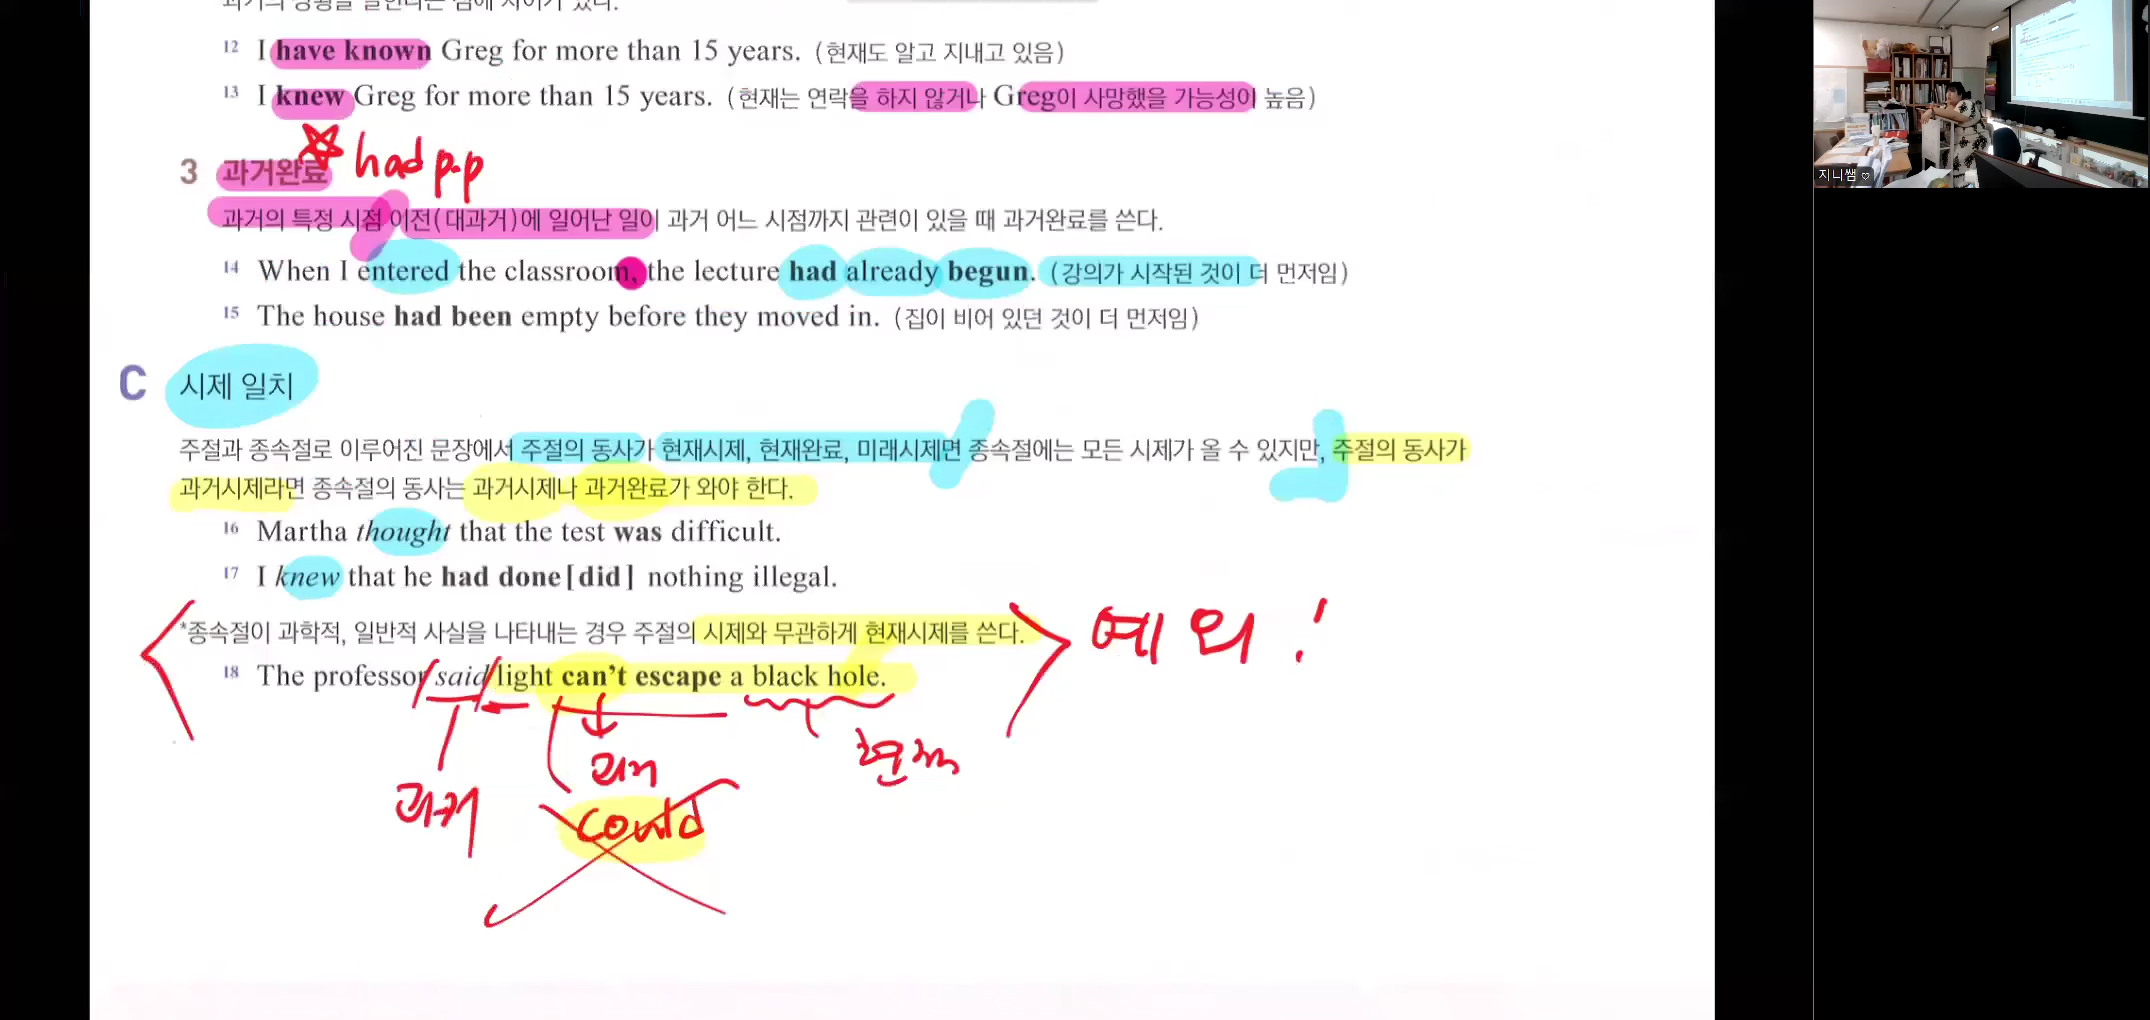 12 I have known Greg for more than 15 years. (현재도 알고 지내고 있음)
13 I knew Greg for more than 15 years. (현재는 연락을 하지 않거나 Greg이 사망했을 가능성이 높음)
3 과거완료 had p.p
과거의 특정 시점 이전(대과거)에 일어난 일이 과거 어느 시점까지 관련이 있을 때 과거완료를 쓴다.
14 When I entered the classroom, the lecture had already begun. (강의가 시작된 것이 더 먼저임)
15 The house had been empty before they moved in. (집이 비어 있던 것이 더 먼저임)
C 시제 일치
주절과 종속절로 이루어진 문장에서 주절의 동사가 현재시제, 현재완료, 미래시제면 종속절에는 모든 시제가 올 수 있지만, 주절의 동사가
과거시제라면 종속절의 동사는 과거시제나 과거완료가 와야 한다.
16 Martha thought that the test was difficult.
17 I knew that he had done[did] nothing illegal.
*종속절이 과학적, 일반적 사실을 나타내는 경우 주절의 시제와 무관하게 현재시제를 쓴다. 예외!
18 The professor said light can't escape a black hole.
과거
현재
과거
could
지니쌤 ♡